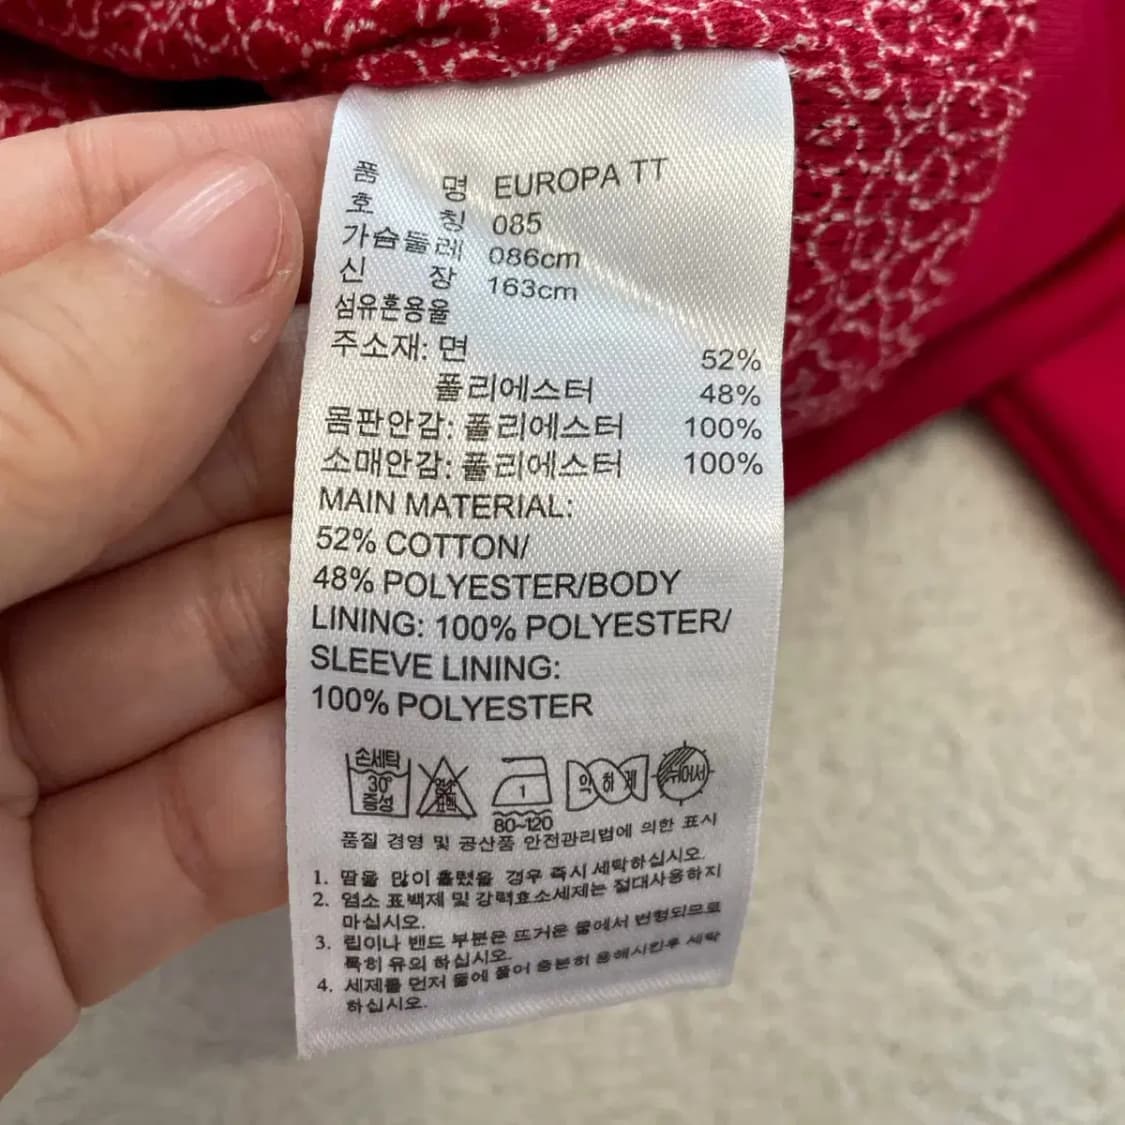 품 명 EUROPA TT
호 칭 085
가슴둘레 086cm
신 장 163cm
섬유혼용율
주소재: 면 52%
폴리에스터 48%
몸판안감: 폴리에스터 100%
소매안감: 폴리에스터 100%
MAIN MATERIAL:
52% COTTON/
48% POLYESTER/BODY
LINING: 100% POLYESTER/
SLEEVE LINING:
100% POLYESTER
손세탁
30°
중성
염소
표백
1
80~120
약하게
뉘어서
품질 경영 및 공산품 안전관리법에 의한 표시
1. 땀을 많이 흘렸을 경우 즉시 세탁하십시오.
2. 염소 표백제 및 강력효소세제는 절대사용하지
마십시오.
3. 립이나 밴드 부분은 뜨거운 물에서 변형되므로
특히 유의 하십시오.
4. 세제를 먼저 물에 풀어 충분히 용해시킨후 세탁
하십시오.